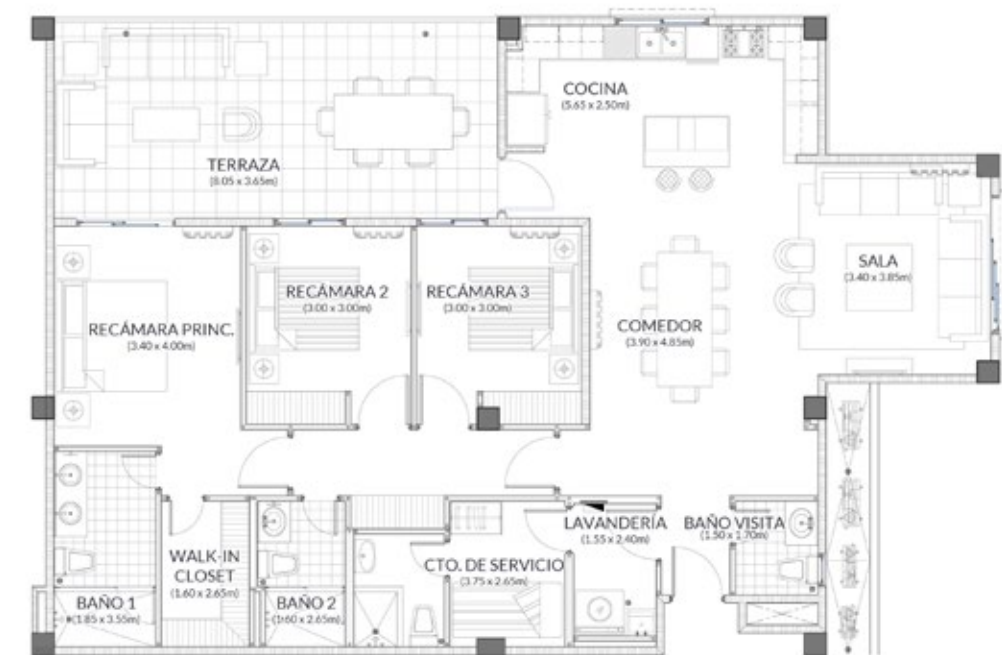 COCINA
(5.65 x 2.50m)
TERRAZA
(8.05 x 3.65m)
SALA
(3.40 x 3.85m)
RECÁMARA 2
(3.00 x 3.00m)
RECÁMARA 3
(3.00 x 3.00m)
RECÁMARA PRINC.
(3.40 x 4.00m)
COMEDOR
(3.90 x 4.85m)
LAVANDERÍA
(1.55 x 2.40m)
BAÑO VISITA
(1.50 x 1.70m)
WALK-IN
CLOSET
(1.60 x 2.65m)
CTO. DE SERVICIO
(3.75 x 2.65m)
BAÑO 1
(1.85 x 3.55m)
BAÑO 2
(1.60 x 2.65m)